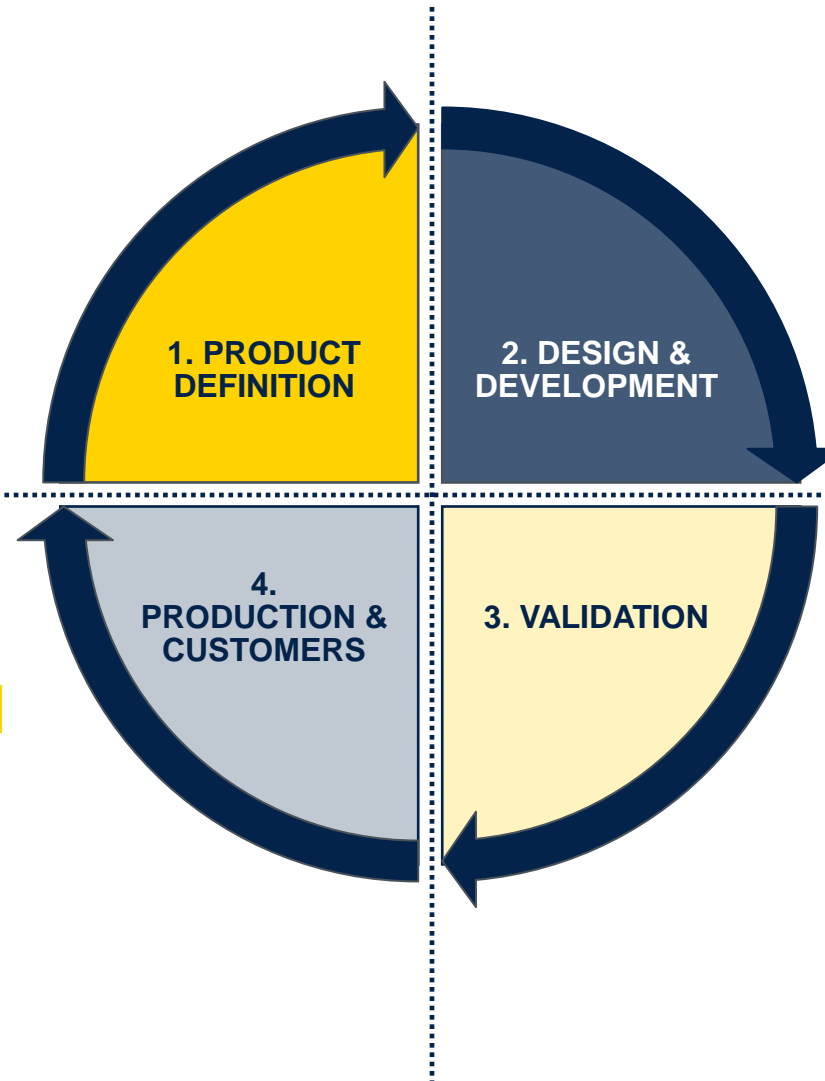 1. PRODUCT
DEFINITION
2. DESIGN &
DEVELOPMENT
4.
PRODUCTION &
CUSTOMERS
3. VALIDATION